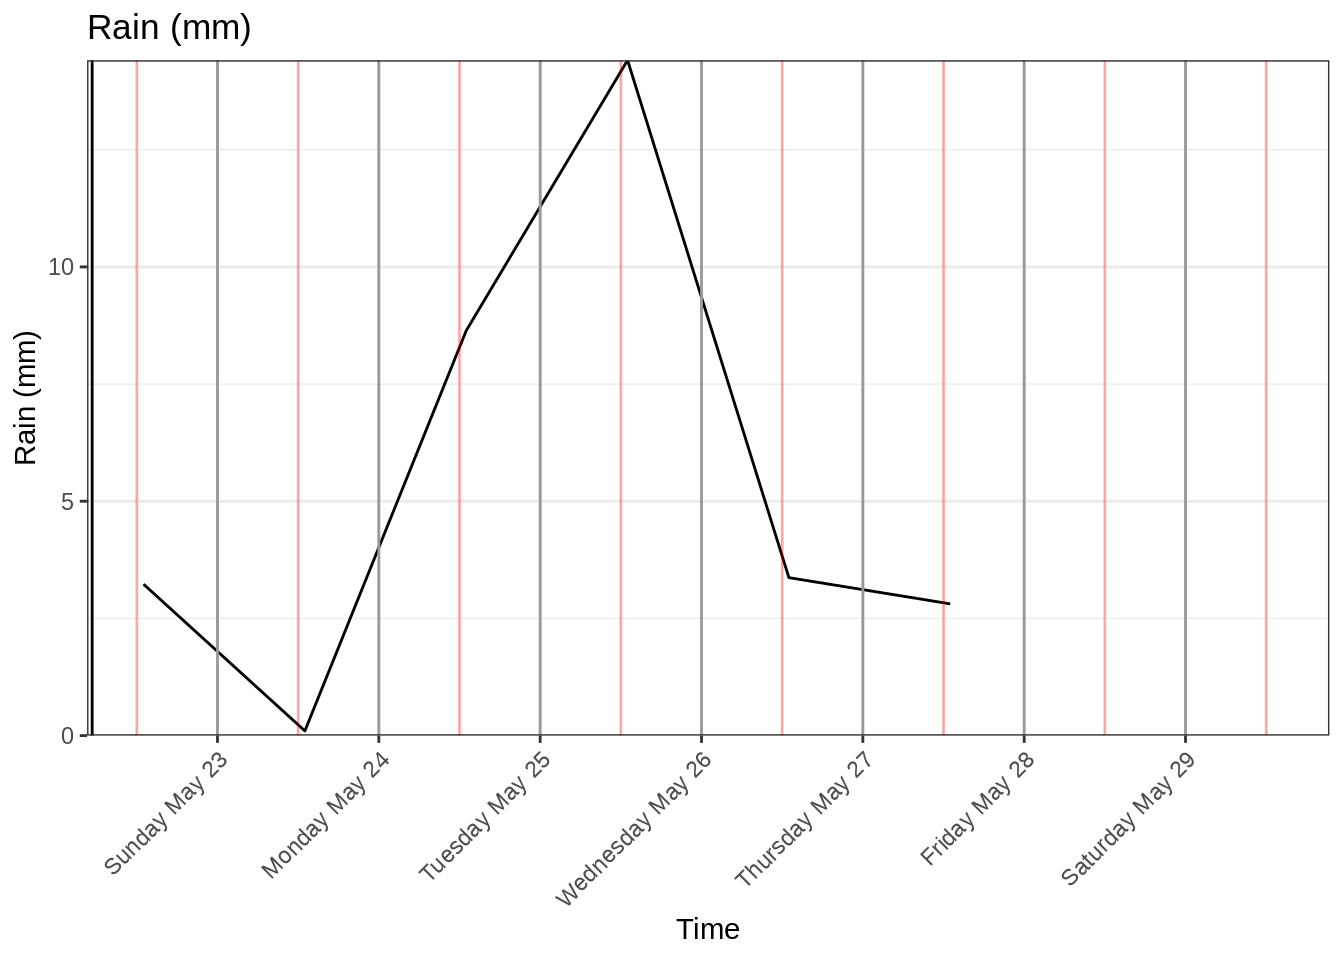 Rain (mm)
Rain (mm)
10
5
0
Sunday May 23
Monday May 24
Tuesday May 25
Wednesday May 26
Thursday May 27
Friday May 28
Saturday May 29
Time